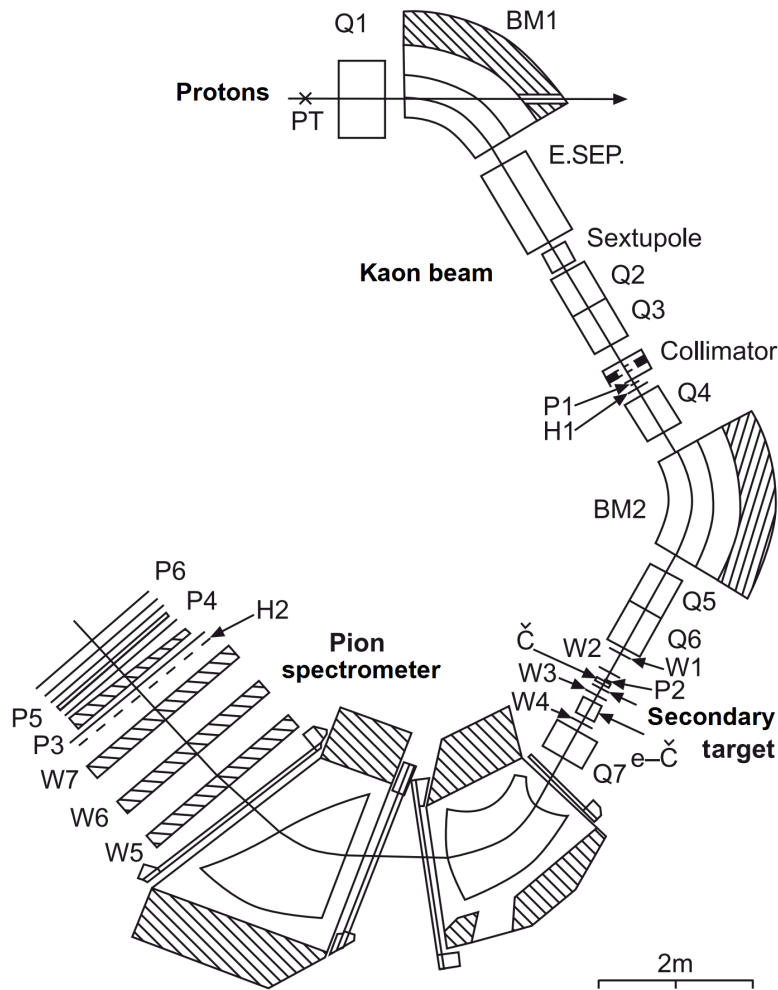 Q1
BM1
Protons
PT
E.SEP.
Sextupole
Kaon beam
Q2
Q3
Collimator
P1
Q4
H1
BM2
P6
P4
H2
Q5
Pion
spectrometer
Č
W2
Q6
W1
W3
P2
P5
W4
Secondary
target
P3
e–Č
Q7
W7
W6
W5
2m